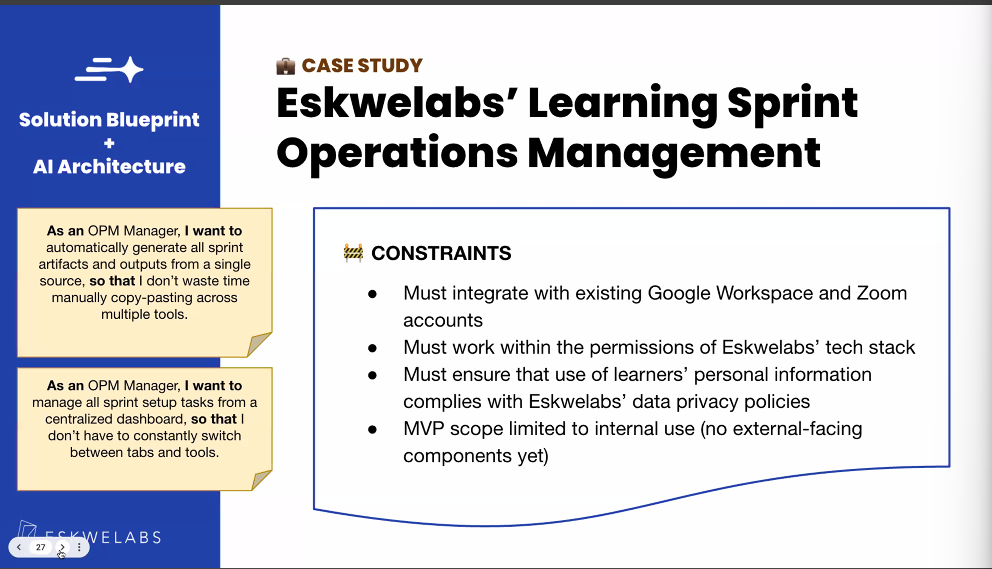 Solution Blueprint
+
AI Architecture
CASE STUDY
Eskwelabs’ Learning Sprint
Operations Management
As an OPM Manager, I want to
automatically generate all sprint
artifacts and outputs from a single
source, so that I don’t waste time
manually copy-pasting across
multiple tools.
As an OPM Manager, I want to
manage all sprint setup tasks from a
centralized dashboard, so that I
don’t have to constantly switch
between tabs and tools.
CONSTRAINTS
● Must integrate with existing Google Workspace and Zoom
accounts
● Must work within the permissions of Eskwelabs’ tech stack
● Must ensure that use of learners’ personal information
complies with Eskwelabs’ data privacy policies
● MVP scope limited to internal use (no external-facing
components yet)
ESKWELABS
27